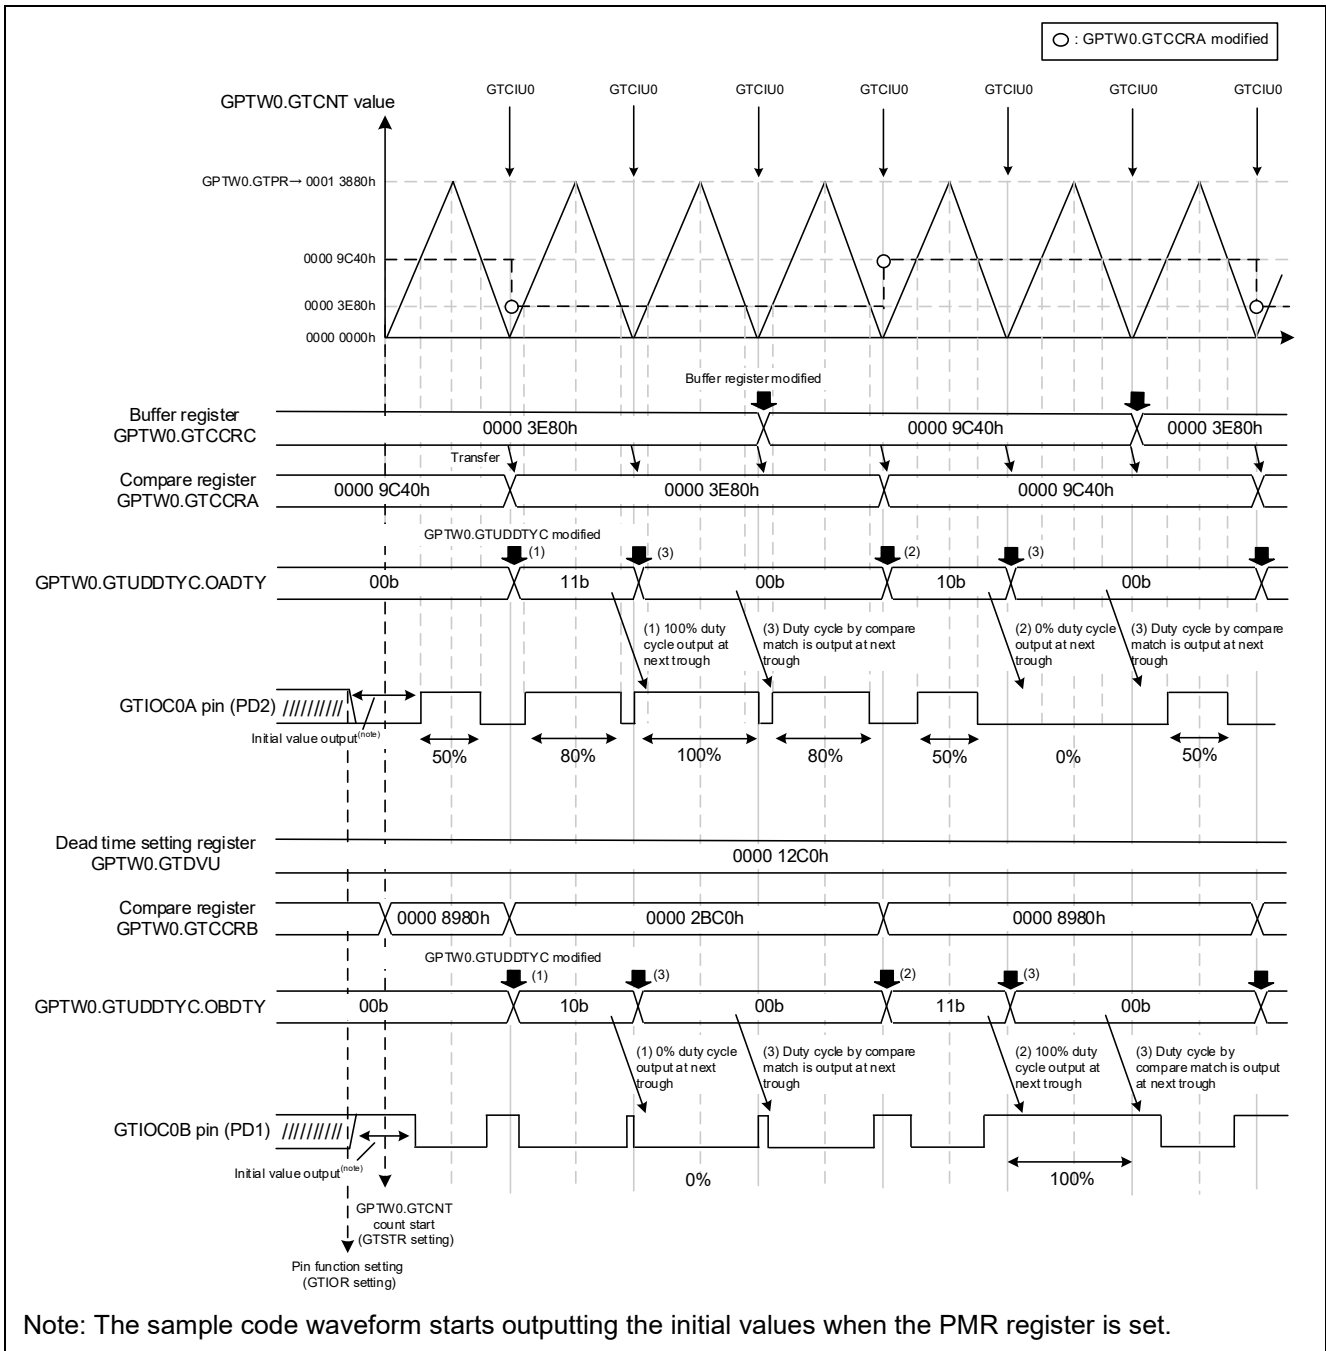 : GPTW0.GTCCRA modified
GPTW0.GTCNT value
GTCIU0 GTCIU0 GTCIU0 GTCIU0 GTCIU0 GTCIU0 GTCIU0
GPTW0.GTPR→ 0001 3880h
0000 9C40h
0000 3E80h
0000 0000h
Buffer register modified
Buffer register
GPTW0.GTCCRC
0000 3E80h 0000 9C40h 0000 3E80h
Transfer
Compare register
GPTW0.GTCCRA
0000 9C40h 0000 3E80h 0000 9C40h
GPTW0.GTUDDTYC modified
(1) (3) (2) (3)
GPTW0.GTUDDTYC.OADTY
00b 11b 00b 10b 00b
(1) 100% duty
cycle output at
next trough
(3) Duty cycle by compare
match is output at next
trough
(2) 0% duty cycle
output at next
trough
(3) Duty cycle by compare
match is output at next
trough
GTIOC0A pin (PD2)
Initial value output(note)
50% 80% 100% 80% 50% 0% 50%
Dead time setting register
GPTW0.GTDVU
0000 12C0h
Compare register
GPTW0.GTCCRB
0000 8980h 0000 2BC0h 0000 8980h
GPTW0.GTUDDTYC modified
(1) (3) (2) (3)
GPTW0.GTUDDTYC.OBDTY
00b 10b 00b 11b 00b
(1) 0% duty cycle
output at next
trough
(3) Duty cycle by compare
match is output at next
trough
(2) 100% duty
cycle output at
next trough
(3) Duty cycle by
compare match is output
at next trough
GTIOC0B pin (PD1)
Initial value output(note)
0% 100%
GPTW0.GTCNT
count start
(GTSTR setting)
Pin function setting
(GTIOR setting)
Note: The sample code waveform starts outputting the initial values when the PMR register is set.